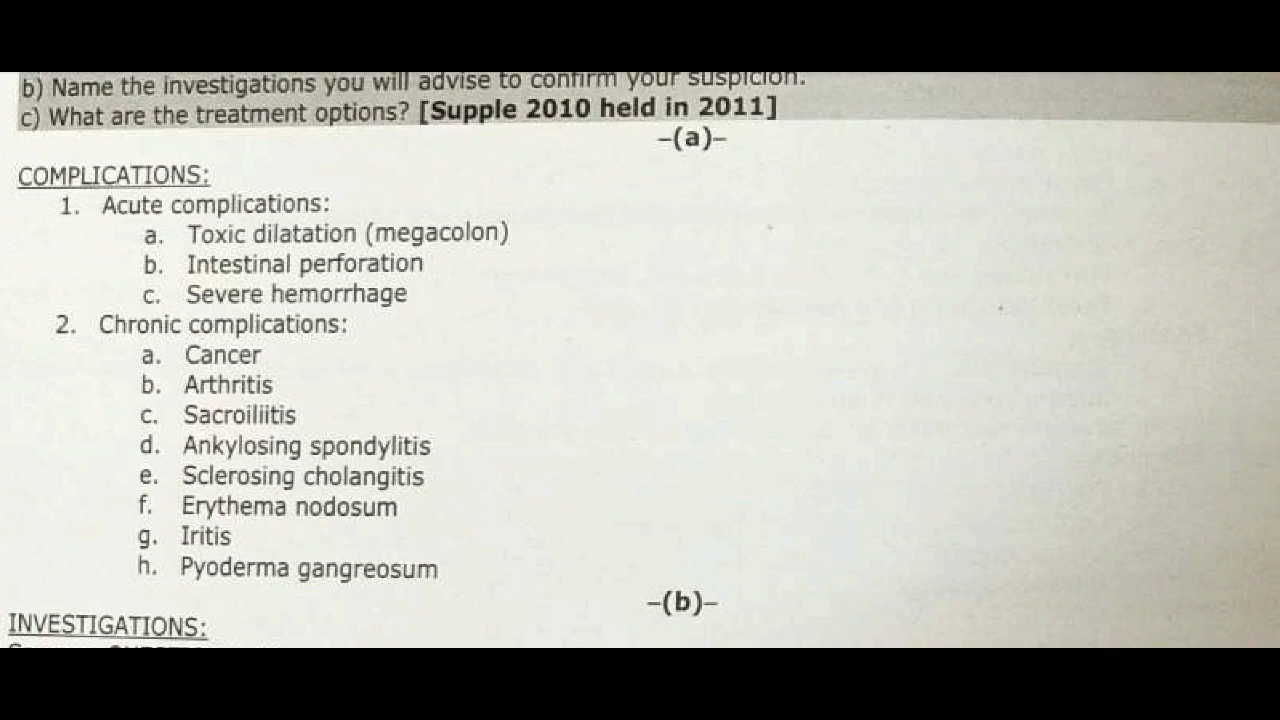 b) Name the investigations you will advise to confirm your suspicion.
c) What are the treatment options? [Supple 2010 held in 2011]
–(a)–
COMPLICATIONS:
1. Acute complications:
a. Toxic dilatation (megacolon)
b. Intestinal perforation
c. Severe hemorrhage
2. Chronic complications:
a. Cancer
b. Arthritis
c. Sacroiliitis
d. Ankylosing spondylitis
e. Sclerosing cholangitis
f. Erythema nodosum
g. Iritis
h. Pyoderma gangreosum
–(b)–
INVESTIGATIONS: